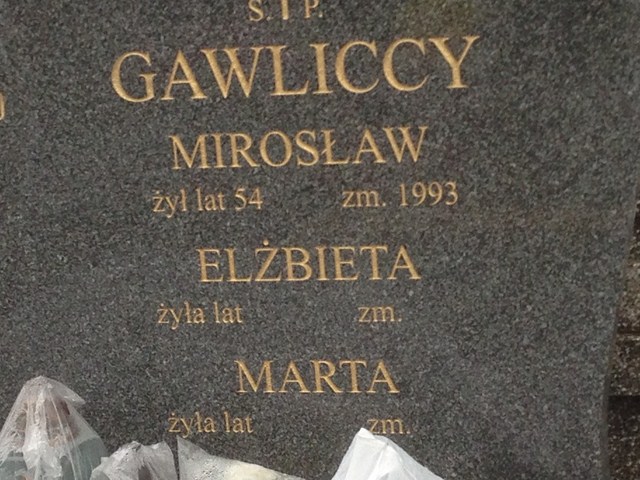 Ś. † P.
GAWLICCY
MIROSŁAW
żył lat 54 zm. 1993
ELŻBIETA
żyła lat zm.
MARTA
żyła lat zm.